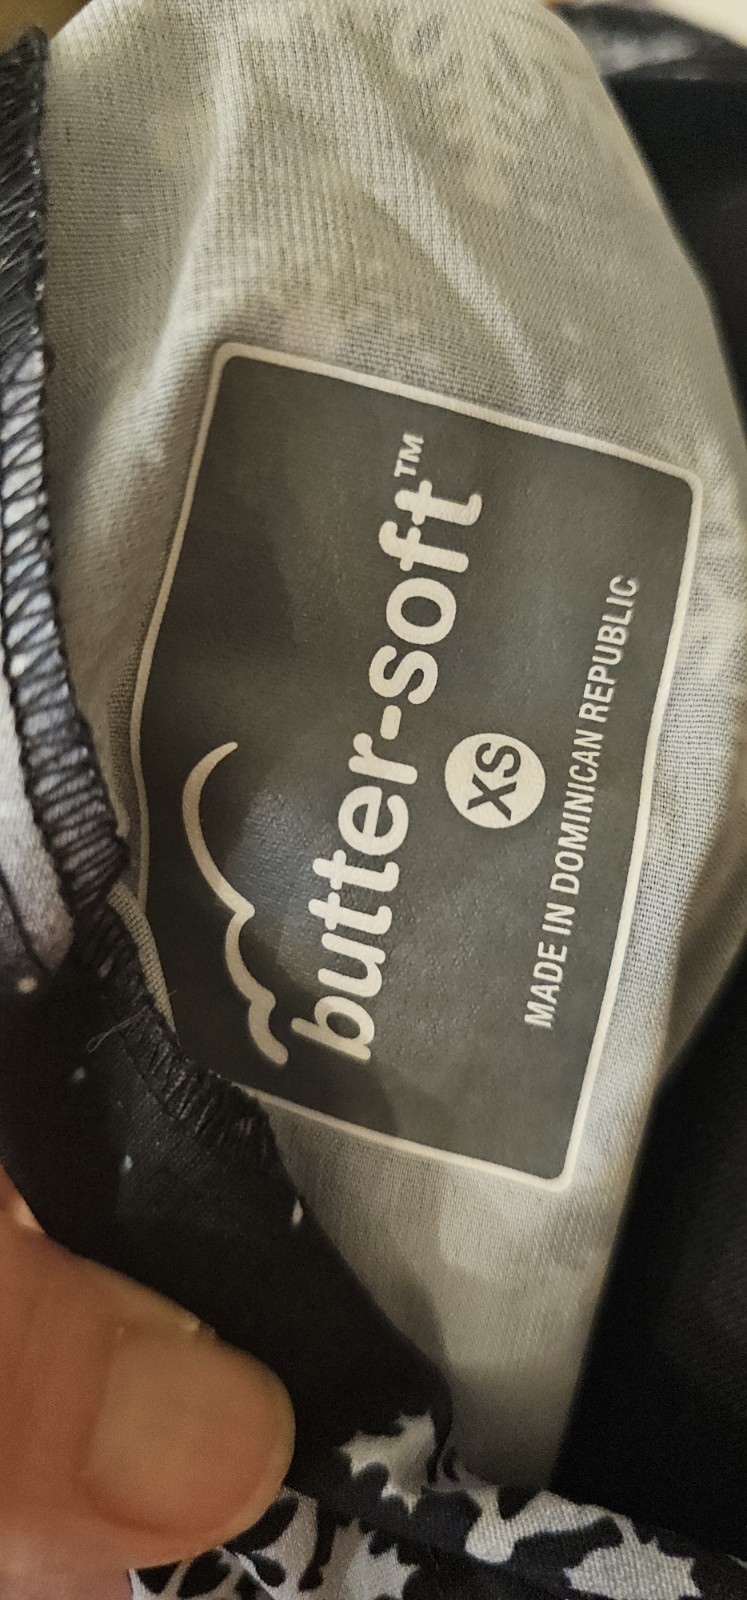 butter-soft™
XS
MADE IN DOMINICAN REPUBLIC